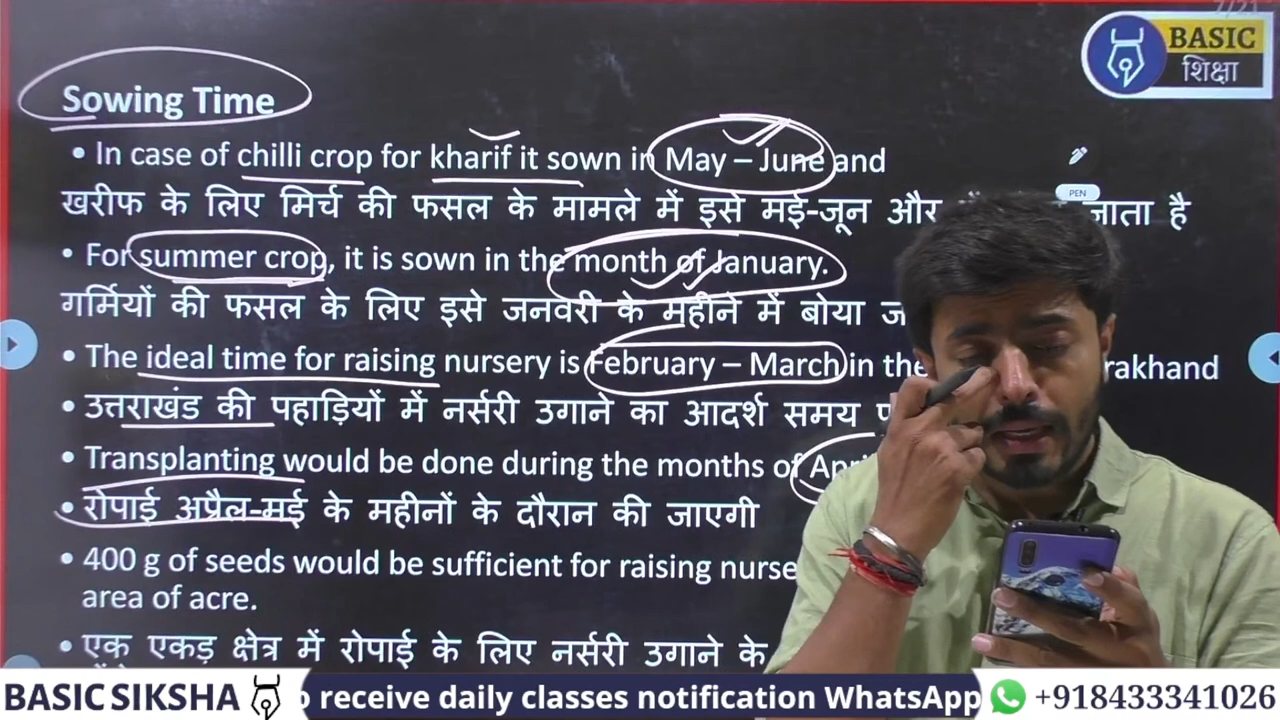 BASIC
शिक्षा
Sowing Time
• In case of chilli crop for kharif it sown in May – June and
खरीफ के लिए मिर्च की फसल के मामले में इसे मई-जून और जाता है
PEN
• For summer crop, it is sown in the month of January.
गर्मियों की फसल के लिए इसे जनवरी के महीने में बोया
• The ideal time for raising nursery is February – March in the
• उत्तराखंड की पहाड़ियों में नर्सरी उगाने का आदर्श समय
• Transplanting would be done during the months of
• रोपाई अप्रैल-मई के महीनों के दौरान की जाएगी
• 400 g of seeds would be sufficient for raising
area of acre.
• एक एकड़ क्षेत्र में रोपाई के लिए नर्सरी उगाने के
BASIC SIKSHA receive daily classes notification WhatsApp +918433341026